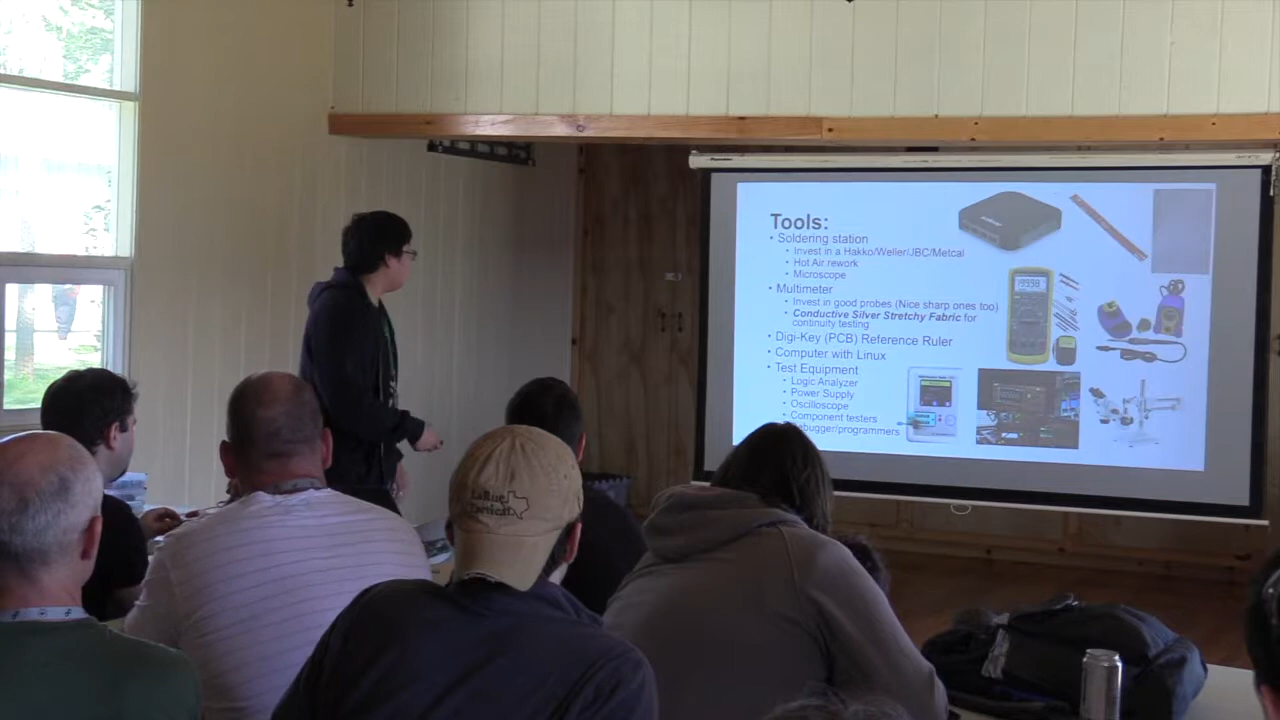 Tools:
• Soldering station
• Invest in a Hakko/Weller/JBC/Metcal
• Hot Air rework
• Microscope
• Multimeter
• Invest in good probes (Nice sharp ones too)
• Conductive Silver Stretchy Fabric for
continuity testing
• Digi-Key (PCB) Reference Ruler
• Computer with Linux
• Test Equipment
• Logic Analyzer
• Power Supply
• Oscilloscope
• Component testers
Debugger/programmers
LaRue
Tactical